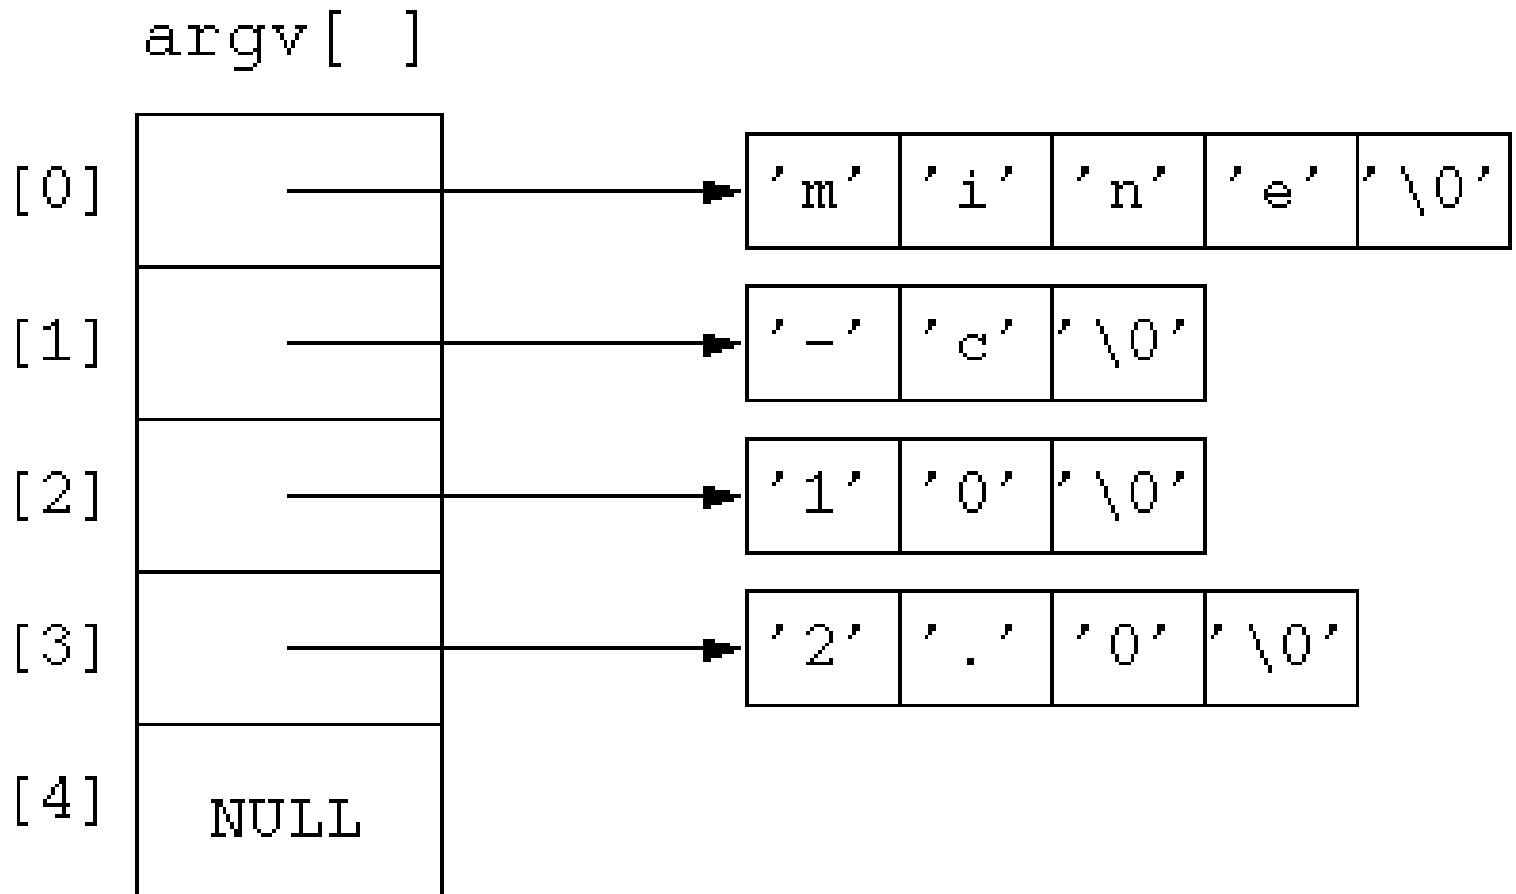 argv[ ]
[0] 'm' 'i' 'n' 'e' '\0'
[1] '-' 'c' '\0'
[2] '1' '0' '\0'
[3] '2' '.' '0' '\0'
[4] NULL